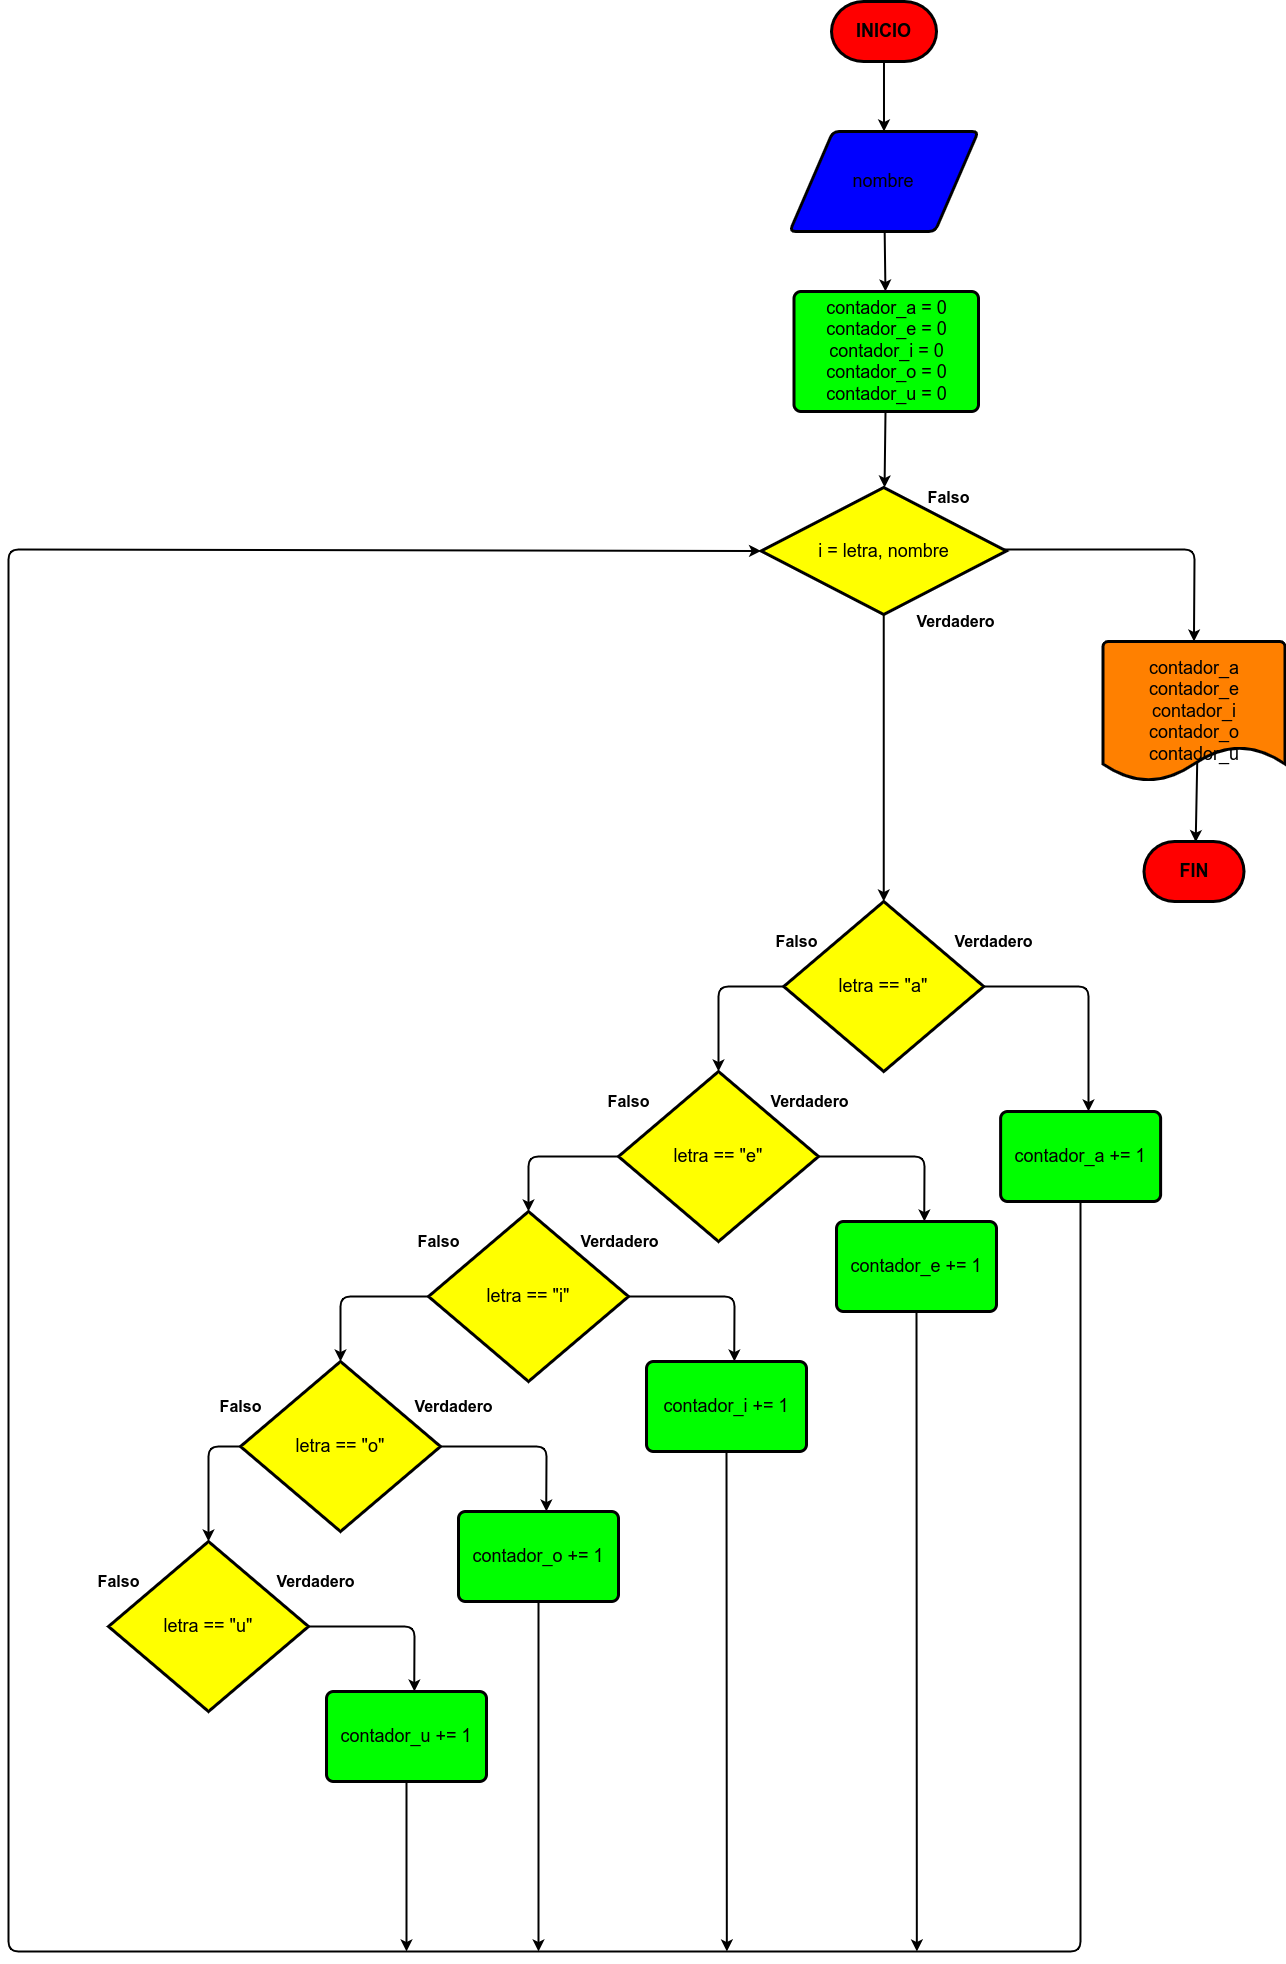 INICIO
nombre
contador_a = 0
contador_e = 0
contador_i = 0
contador_o = 0
contador_u = 0
Falso
i = letra, nombre
Verdadero
contador_a
contador_e
contador_i
contador_o
contador_u
FIN
Falso
Verdadero
letra == "a"
Falso
Verdadero
letra == "e"
contador_a += 1
Falso
Verdadero
contador_e += 1
letra == "i"
Falso
Verdadero
contador_i += 1
letra == "o"
contador_o += 1
Falso
Verdadero
letra == "u"
contador_u += 1